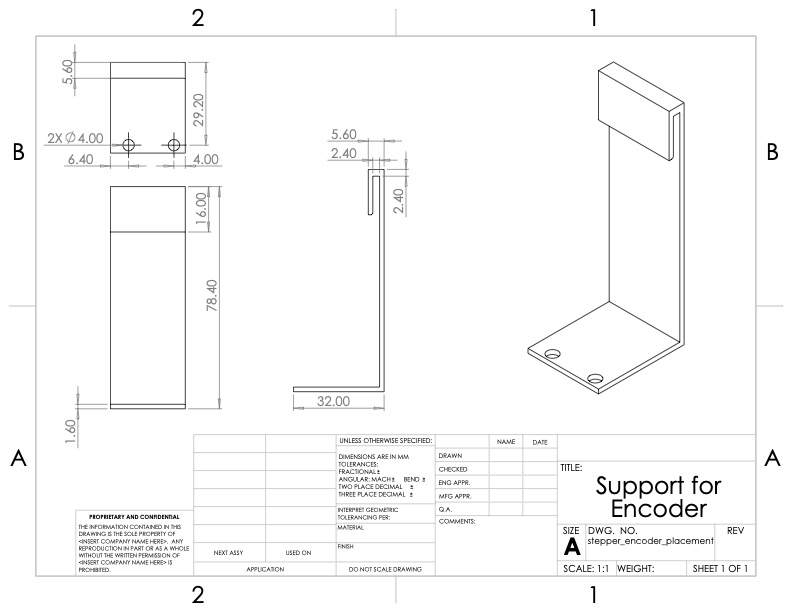 2
1
B
B
5.60
29.20
2X Ø 4.00
6.40
4.00
16.00
78.40
1.60
5.60
2.40
2.40
32.00
A
A
PROPRIETARY AND CONFIDENTIAL
THE INFORMATION CONTAINED IN THIS
DRAWING IS THE SOLE PROPERTY OF
<INSERT COMPANY NAME HERE>. ANY
REPRODUCTION IN PART OR AS A WHOLE
WITHOUT THE WRITTEN PERMISSION OF
<INSERT COMPANY NAME HERE> IS
PROHIBITED.
NEXT ASSY
USED ON
APPLICATION
UNLESS OTHERWISE SPECIFIED:
DIMENSIONS ARE IN MM
TOLERANCES:
FRACTIONAL ±
ANGULAR: MACH ± BEND ±
TWO PLACE DECIMAL ±
THREE PLACE DECIMAL ±
INTERPRET GEOMETRIC
TOLERANCING PER:
MATERIAL
FINISH
DO NOT SCALE DRAWING
NAME
DATE
DRAWN
CHECKED
ENG APPR.
MFG APPR.
Q.A.
COMMENTS:
TITLE:
Support for
Encoder
SIZE
A
DWG. NO.
stepper_encoder_placement
REV
SCALE: 1:1
WEIGHT:
SHEET 1 OF 1
2
1